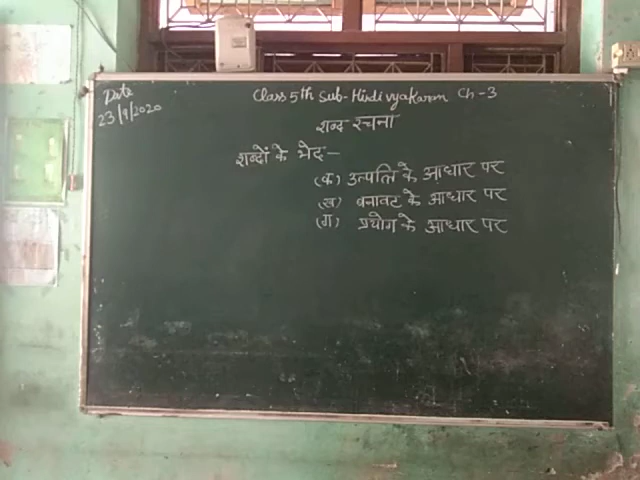 Date
23/9/2020
Class 5th Sub-Hindi vyakaran Ch-3
शब्द रचना
शब्दों के भेद-
(क) उत्पत्ति के आधार पर
(ख) बनावट के आधार पर
(ग) प्रयोग के आधार पर